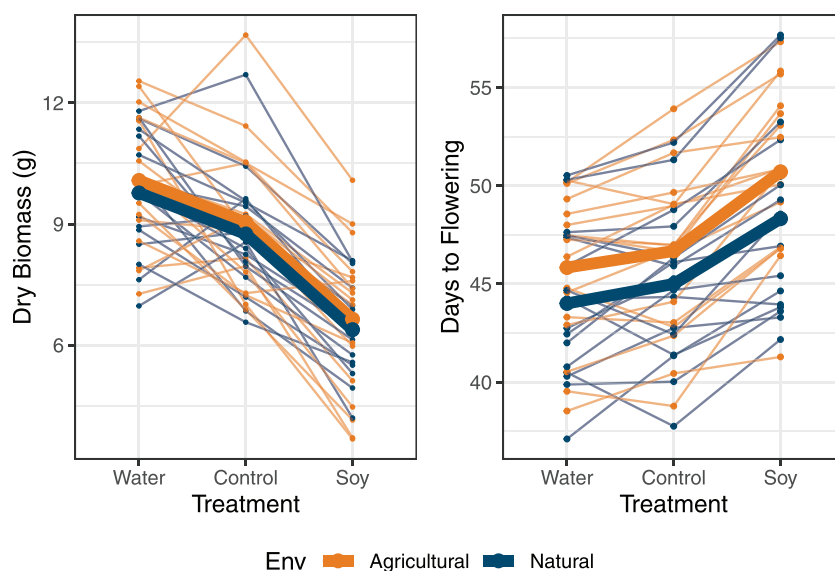 Dry Biomass (g)
12
9
6
Water Control Soy
Treatment
Days to Flowering
55
50
45
40
Water Control Soy
Treatment
Env Agricultural Natural